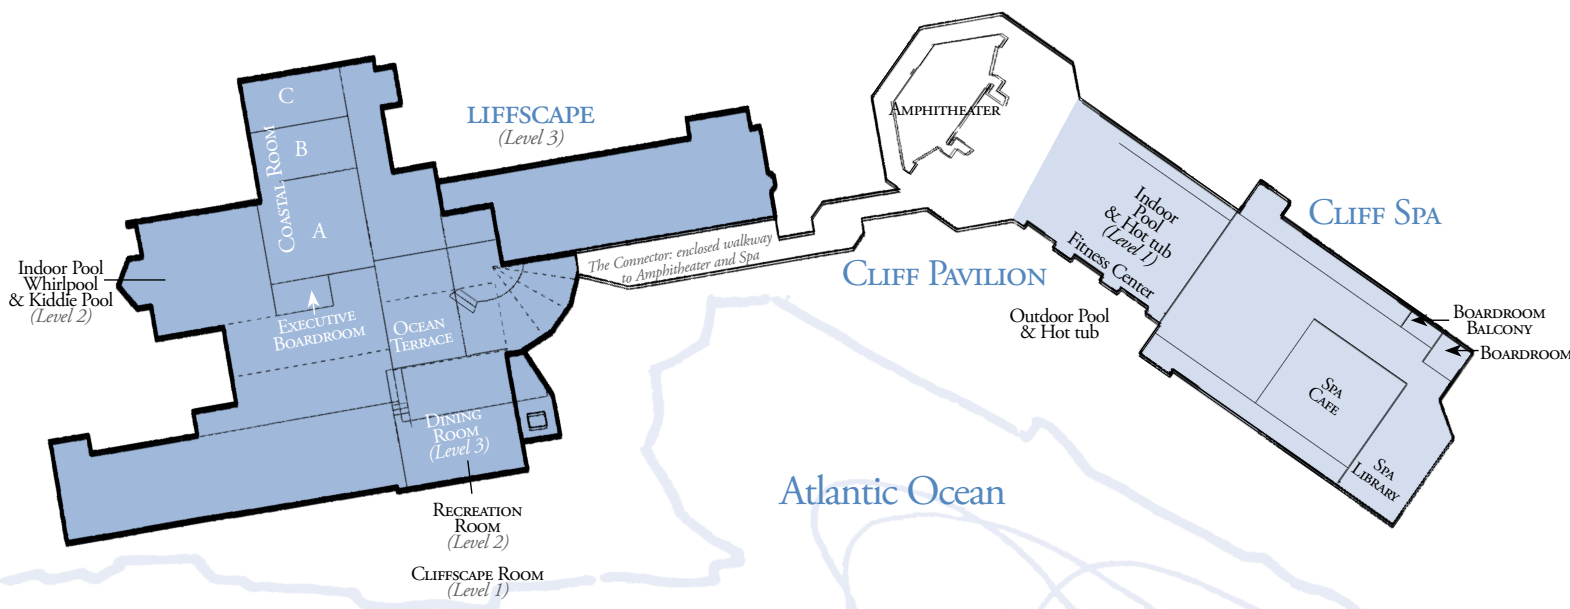 C
B
COASTAL ROOM
A
LIFFSCAPE
(Level 3)
AMPHITHEATER
Indoor
Pool
& Hot tub
(Level 1)
Fitness Center
CLIFF SPA
Indoor Pool
Whirlpool
& Kiddie Pool
(Level 2)
The Connector: enclosed walkway
to Amphitheater and Spa
CLIFF PAVILION
EXECUTIVE
BOARDROOM
OCEAN
TERRACE
Outdoor Pool
& Hot tub
BOARDROOM
BALCONY
BOARDROOM
SPA
CAFE
DINING
ROOM
(Level 3)
SPA
LIBRARY
Atlantic Ocean
RECREATION
ROOM
(Level 2)
CLIFFSCAPE ROOM
(Level 1)